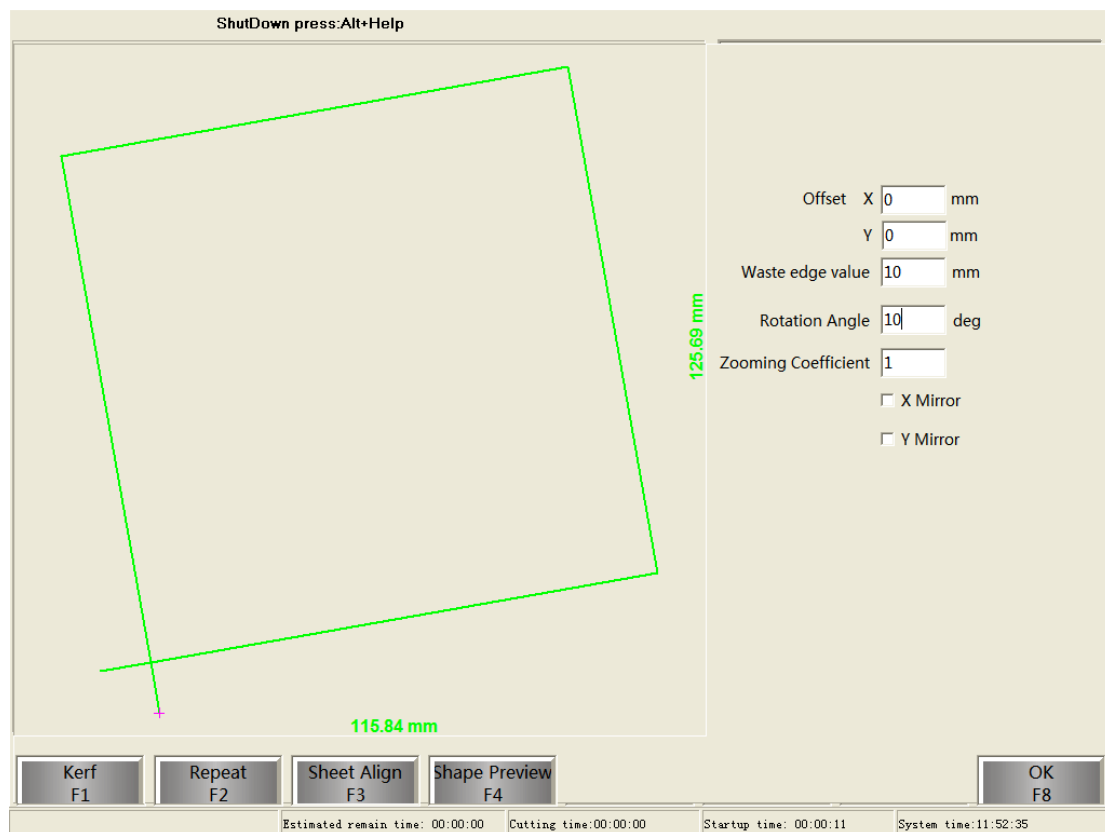 ShutDown press:Alt+Help
Offset X 0 mm
Y 0 mm
Waste edge value 10 mm
125.69 mm
Rotation Angle 10 deg
Zooming Coefficient 1
X Mirror
Y Mirror
115.84 mm
Kerf
F1
Repeat
F2
Sheet Align
F3
Shape Preview
F4
OK
F8
Estimated remain time: 00:00:00 Cutting time:00:00:00 Startup time: 00:00:11 System time:11:52:35